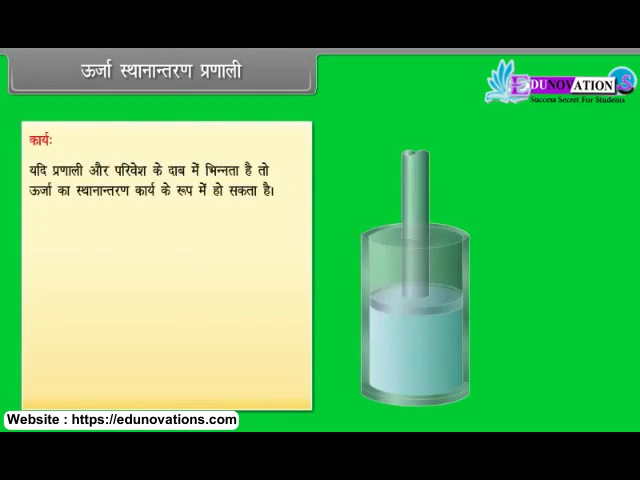 ऊर्जा स्थानान्तरण प्रणाली
EDUNOVATIONS
Success Secret For Students
कार्यः
यदि प्रणाली और परिवेश के दाब में भिन्नता है तो
ऊर्जा का स्थानान्तरण कार्य के रूप में हो सकता है।
Website : https://edunovations.com